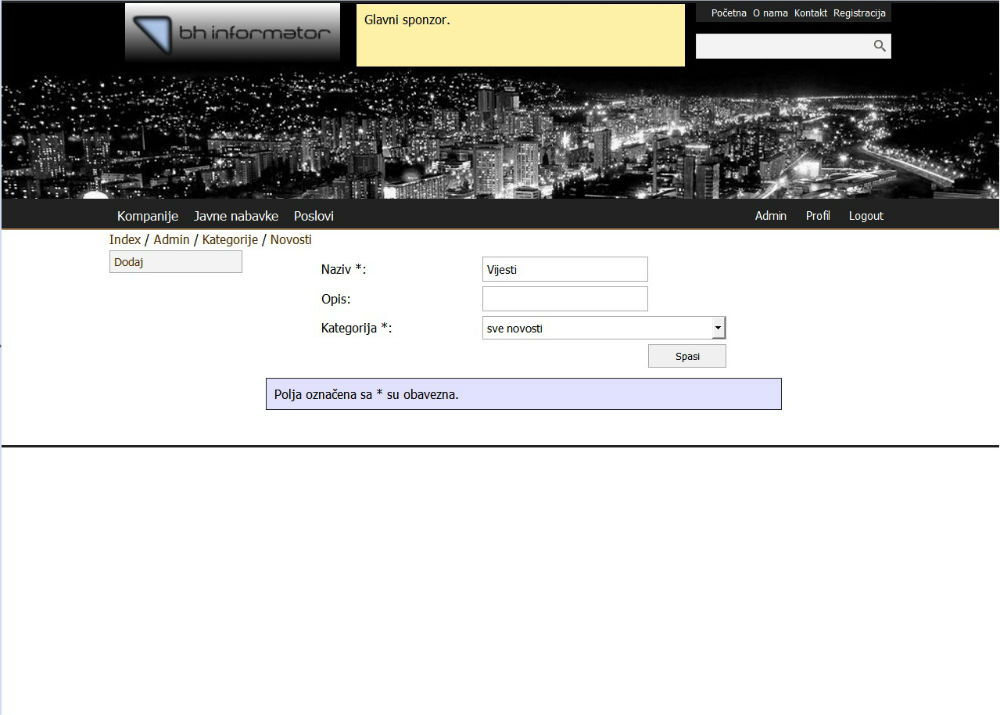 bh informator
Glavni sponzor.
Početna O nama Kontakt Registracija
Kompanije Javne nabavke Poslovi
Admin Profil Logout
Index / Admin / Kategorije / Novosti
Dodaj
Naziv *: Vijesti
Opis:
Kategorija *: sve novosti
Spasi
Polja označena sa * su obavezna.